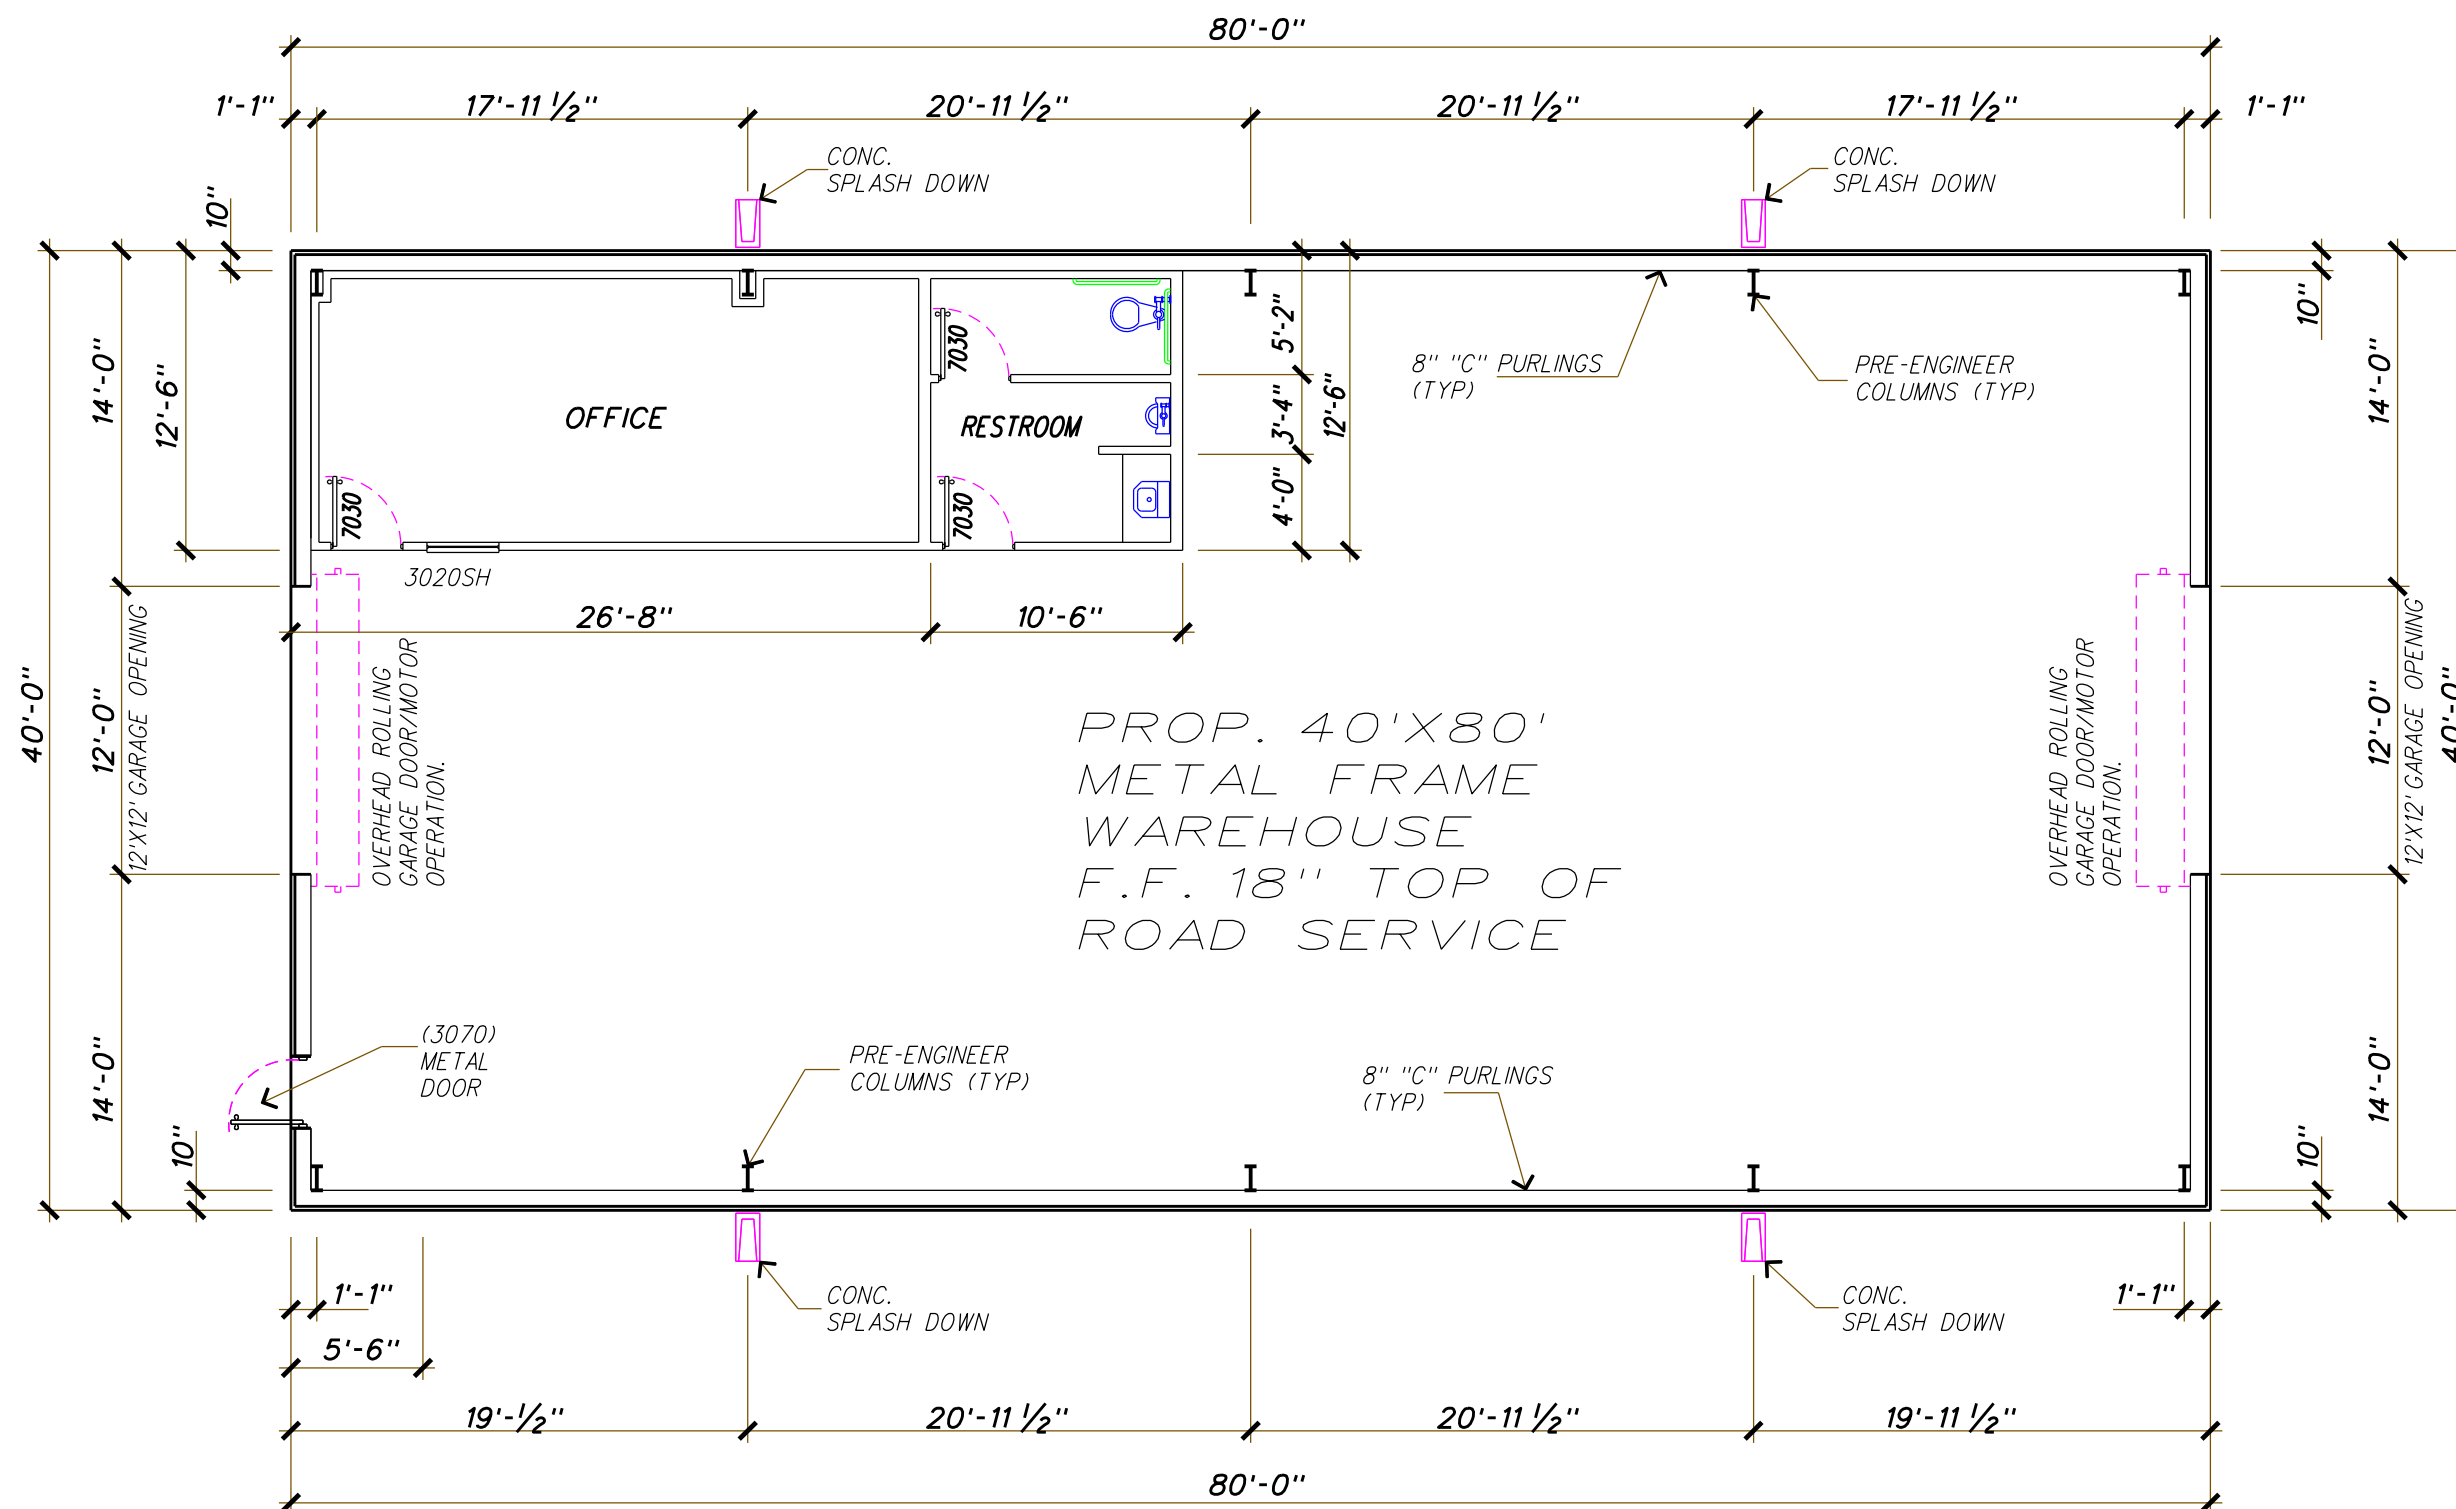 80'-0"
1'-1"
17'-11 1/2"
20'-11 1/2"
20'-11 1/2"
17'-11 1/2"
1'-1"
CONC.
SPLASH DOWN
CONC.
SPLASH DOWN
10"
10"
14'-0"
12'-6"
7030
5'-2"
3'-4"
12'-6"
4'-0"
8" "C" PURLINGS
(TYP)
PRE-ENGINEER
COLUMNS (TYP)
14'-0"
OFFICE
RESTROOM
7030
7030
3020SH
26'-8"
10'-6"
40'-0"
12'-0"
12'X12' GARAGE OPENING
OVERHEAD ROLLING
GARAGE DOOR/MOTOR
OPERATION.
PROP. 40'X80'
METAL FRAME
WAREHOUSE
F.F. 18" TOP OF
ROAD SERVICE
OVERHEAD ROLLING
GARAGE DOOR/MOTOR
OPERATION.
12'-0"
12'X12' GARAGE OPENING
40'-0"
14'-0"
10"
(3070)
METAL
DOOR
PRE-ENGINEER
COLUMNS (TYP)
8" "C" PURLINGS
(TYP)
14'-0"
10"
1'-1"
5'-6"
CONC.
SPLASH DOWN
CONC.
SPLASH DOWN
1'-1"
19'-1/2"
20'-11 1/2"
20'-11 1/2"
19'-11 1/2"
80'-0"